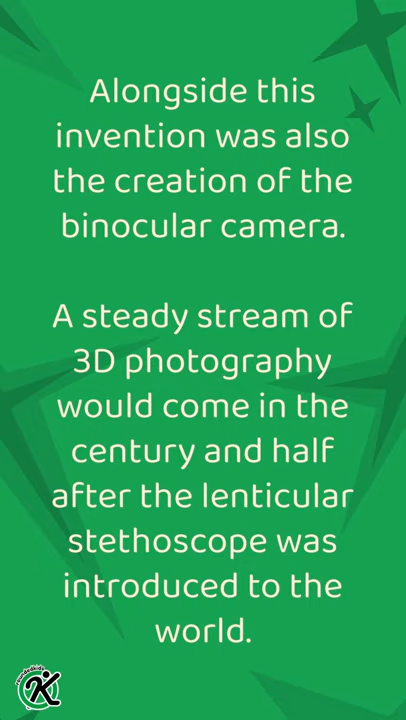 Alongside this
invention was also
the creation of the
binocular camera.
A steady stream of
3D photography
would come in the
century and half
after the lenticular
stethoscope was
introduced to the
world.
roundedkids
K